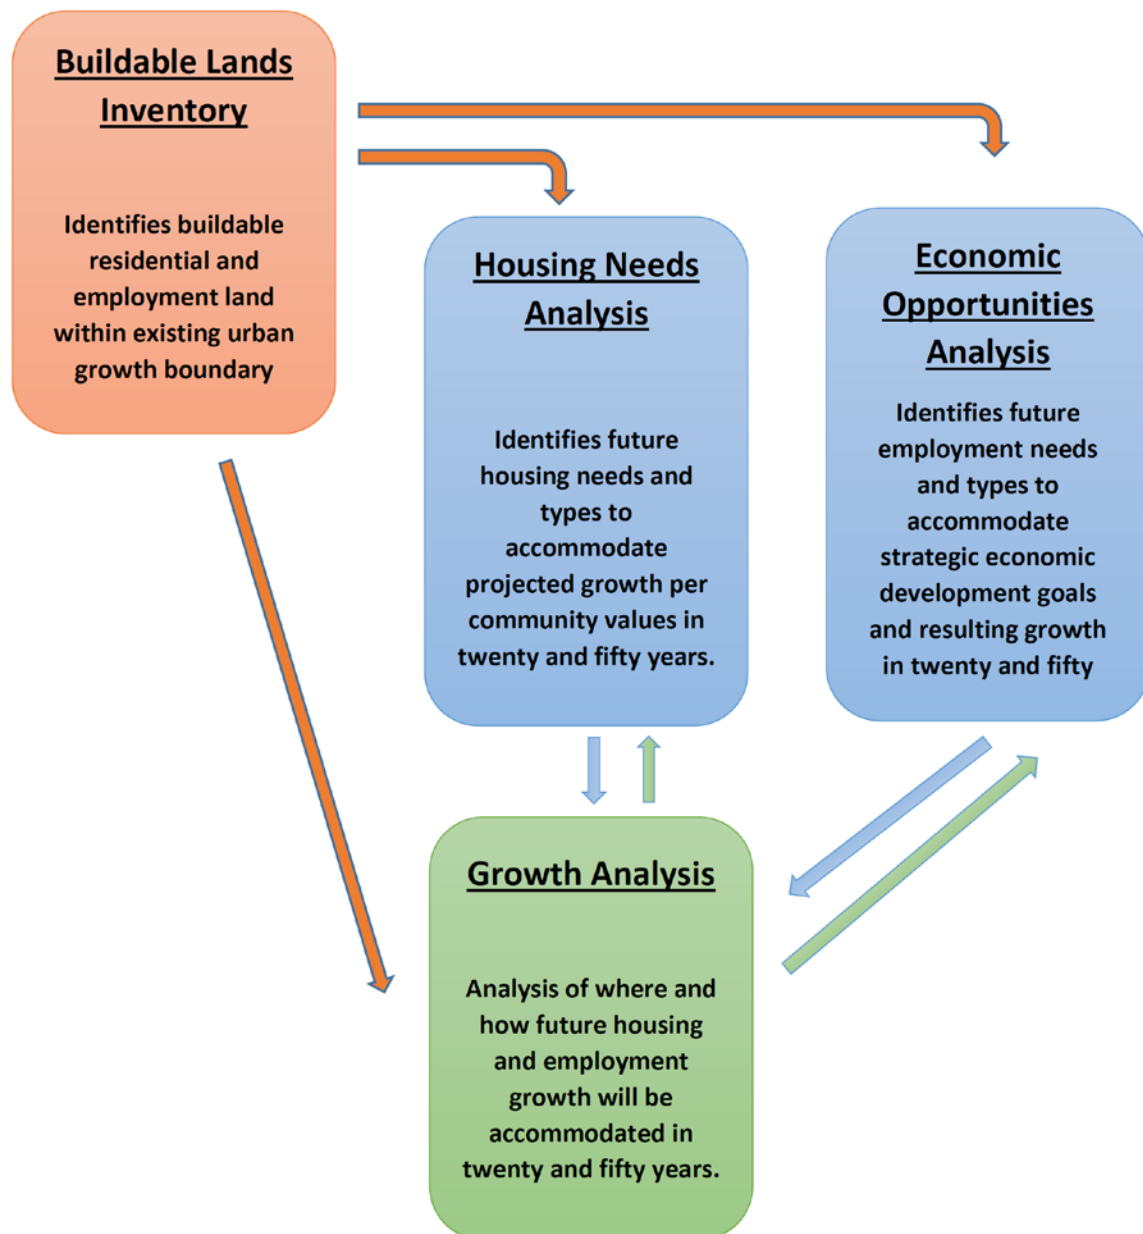 Buildable Lands
Inventory
Identifies buildable
residential and
employment land
within existing urban
growth boundary
Housing Needs
Analysis
Identifies future
housing needs and
types to
accommodate
projected growth per
community values in
twenty and fifty years.
Economic
Opportunities
Analysis
Identifies future
employment needs
and types to
accommodate
strategic economic
development goals
and resulting growth
in twenty and fifty
Growth Analysis
Analysis of where and
how future housing
and employment
growth will be
accommodated in
twenty and fifty years.